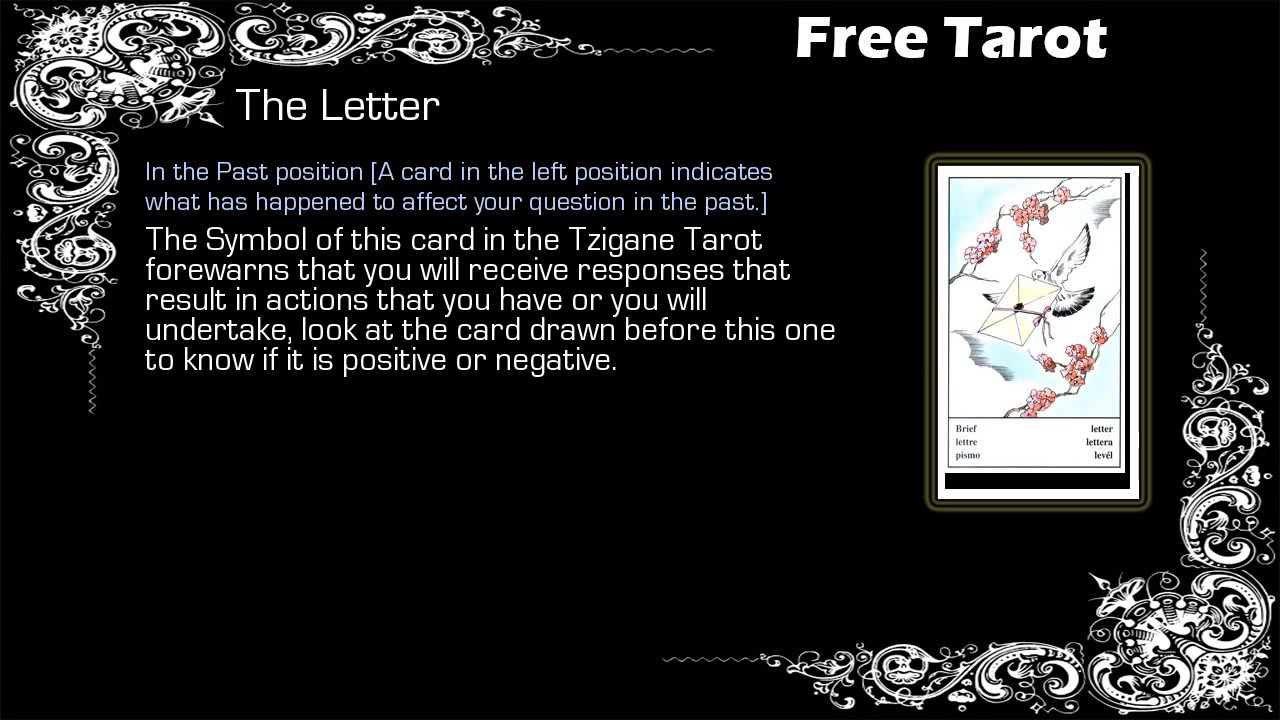 Free Tarot
The Letter
In the Past position [A card in the left position indicates
what has happened to affect your question in the past.]
The Symbol of this card in the Tzigane Tarot
forewarns that you will receive responses that
result in actions that you have or you will
undertake, look at the card drawn before this one
to know if it is positive or negative.
Brief letter
lettre lettera
pismo levél